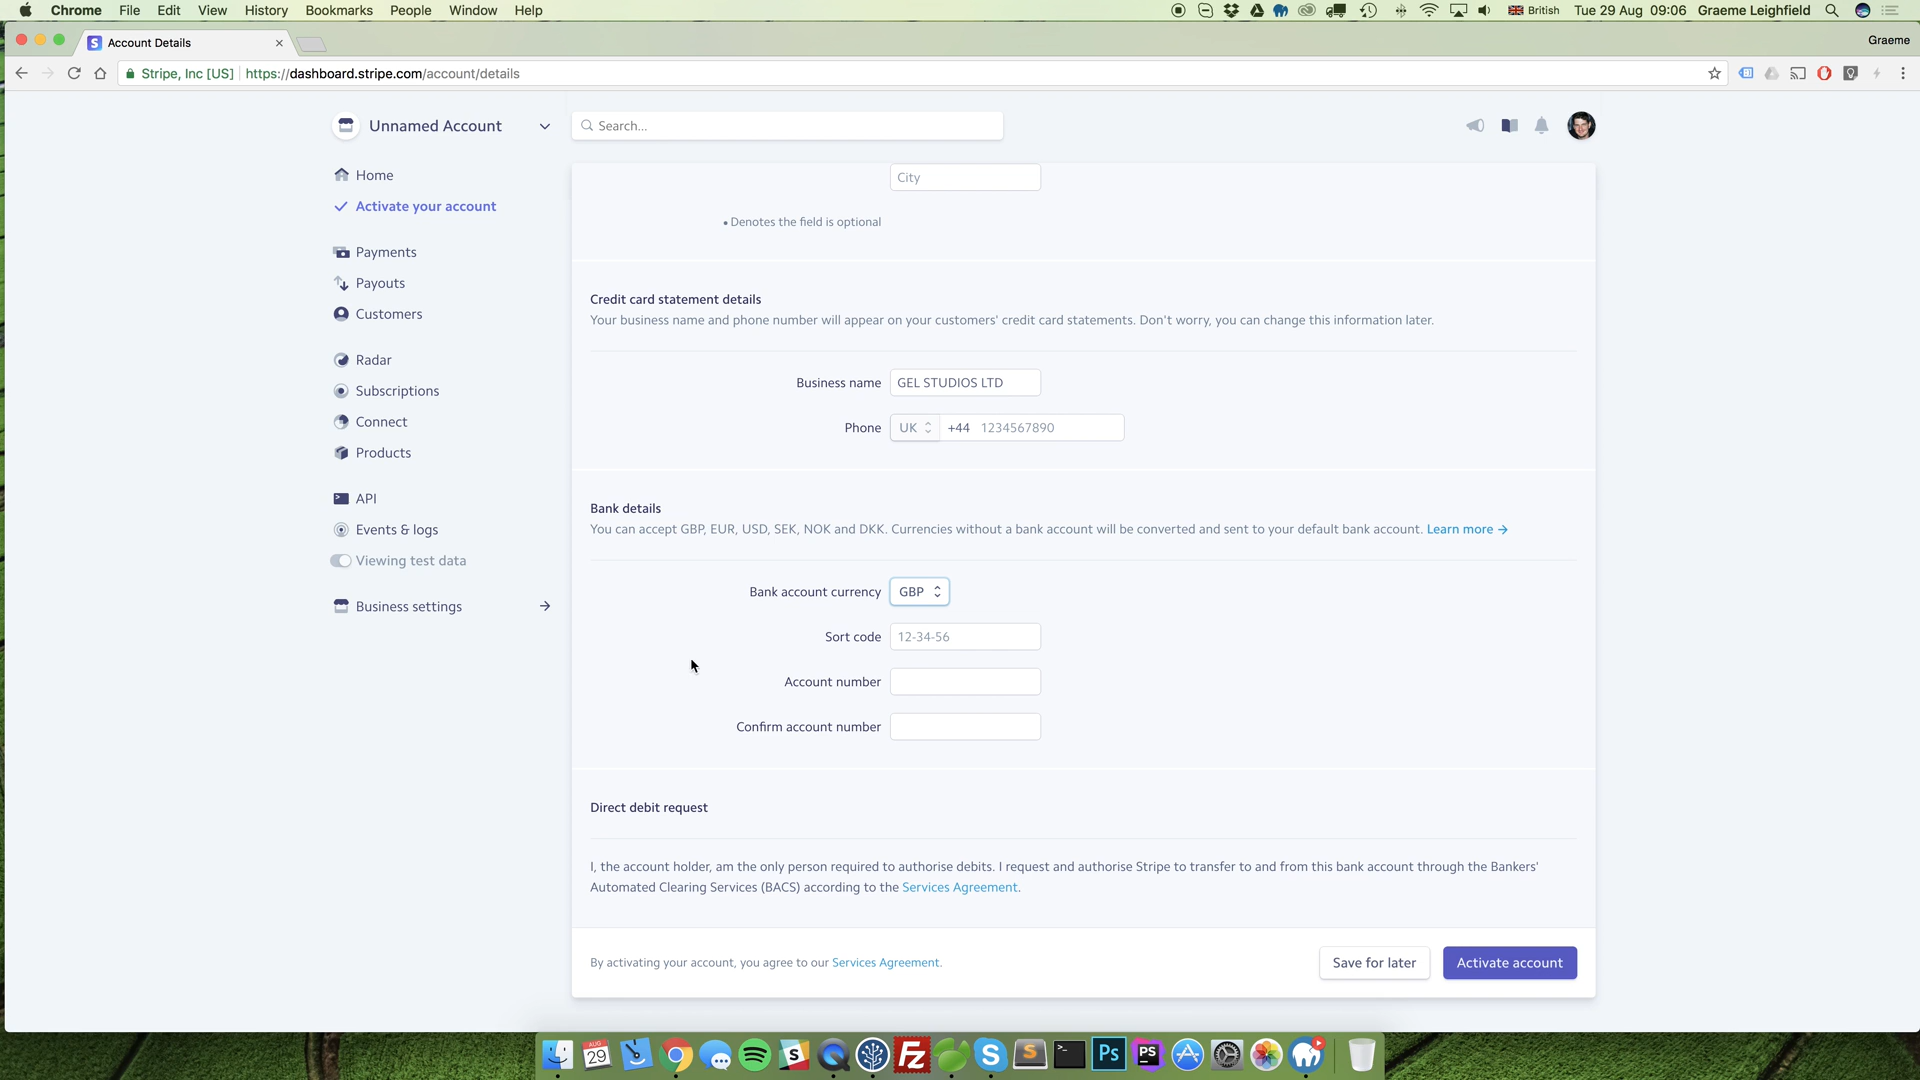 Chrome File Edit View History Bookmarks People Window Help
British Tue 29 Aug 09:06 Graeme Leighfield
S Account Details
Graeme
Stripe, Inc [US] https://dashboard.stripe.com/account/details
Unnamed Account
Search...
Home
Activate your account
Payments
Payouts
Customers
Radar
Subscriptions
Connect
Products
API
Events & logs
Viewing test data
Business settings
City
• Denotes the field is optional
Credit card statement details
Your business name and phone number will appear on your customers' credit card statements. Don't worry, you can change this information later.
Business name GEL STUDIOS LTD
Phone UK +44 1234567890
Bank details
You can accept GBP, EUR, USD, SEK, NOK and DKK. Currencies without a bank account will be converted and sent to your default bank account. Learn more →
Bank account currency GBP
Sort code 12-34-56
Account number
Confirm account number
Direct debit request
I, the account holder, am the only person required to authorise debits. I request and authorise Stripe to transfer to and from this bank account through the Bankers'
Automated Clearing Services (BACS) according to the Services Agreement.
By activating your account, you agree to our Services Agreement.
Save for later
Activate account
AUG
29
S
Fz
S
S
Ps
PS